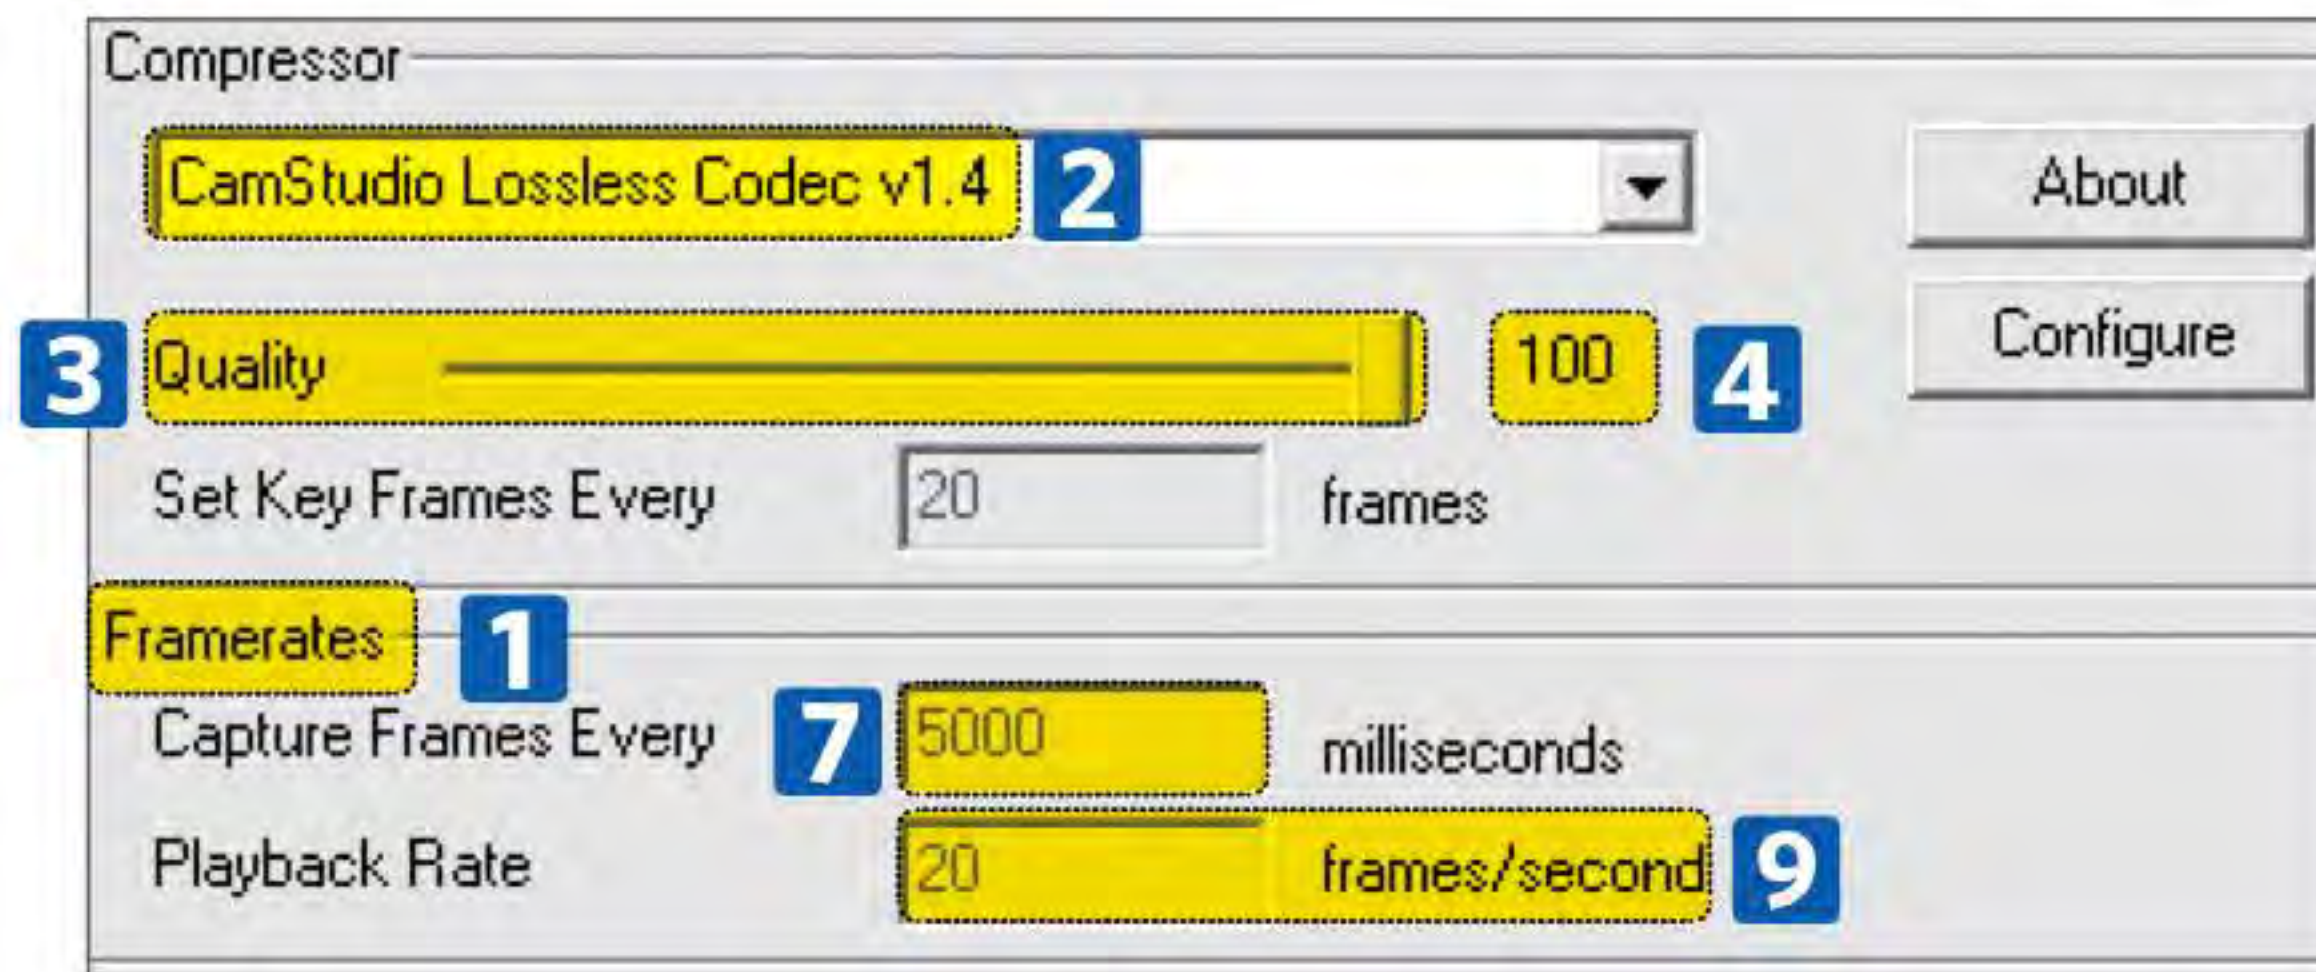 Compressor
CamStudio Lossless Codec v1.4 2 About
3 Quality 100 4 Configure
Set Key Frames Every 20 frames
Framerates 1
Capture Frames Every 7 5000 milliseconds
Playback Rate 20 frames/second 9